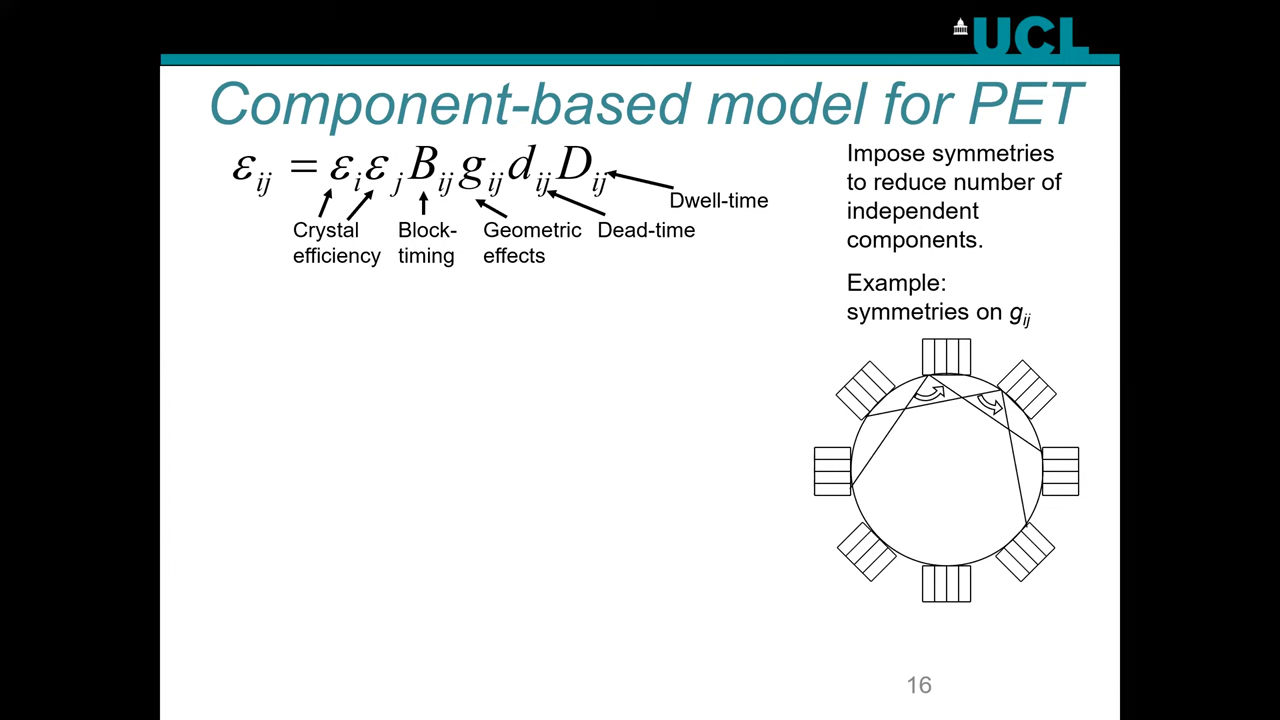 UCL
Component-based model for PET
ε_ij = ε_i ε_j B_ij g_ij d_ij D_ij
Dwell-time
Crystal
efficiency
Block-
timing
Geometric
effects
Dead-time
Impose symmetries
to reduce number of
independent
components.
Example:
symmetries on g_ij
16